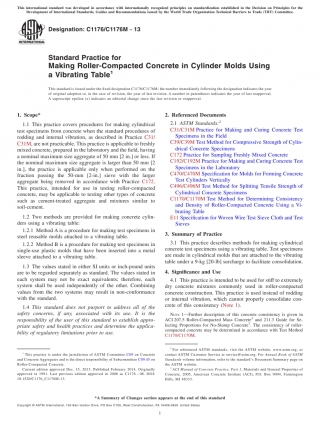 This international standard was developed in accordance with internationally recognized principles on standardization established in the Decision on Principles for the
Development of International Standards, Guides and Recommendations issued by the World Trade Organization Technical Barriers to Trade (TBT) Committee.
Designation: C1176/C1176M − 13
Standard Practice for
Making Roller-Compacted Concrete in Cylinder Molds Using
a Vibrating Table1
This standard is issued under the fixed designation C1176/C1176M; the number immediately following the designation indicates the year
of original adoption or, in the case of revision, the year of last revision. A number in parentheses indicates the year of last reapproval.
A superscript epsilon (ε) indicates an editorial change since the last revision or reapproval.
1. Scope*
1.1 This practice covers procedures for making cylindrical
test specimens from concrete when the standard procedures of
rodding and internal vibration, as described in Practice C31/
C31M, are not practicable. This practice is applicable to freshly
mixed concrete, prepared in the laboratory and the field, having
a nominal maximum size aggregate of 50 mm [2 in.] or less. If
the nominal maximum size aggregate is larger than 50 mm [2
in.], the practice is applicable only when performed on the
fraction passing the 50-mm [2-in.] sieve with the larger
aggregate being removed in accordance with Practice C172.
This practice, intended for use in testing roller-compacted
concrete, may be applicable to testing other types of concrete
such as cement-treated aggregate and mixtures similar to
soil-cement.
1.2 Two methods are provided for making concrete cylin-
ders using a vibrating table:
1.2.1 Method A is a procedure for making test specimens in
steel reusable molds attached to a vibrating table.
1.2.2 Method B is a procedure for making test specimens in
single-use plastic molds that have been inserted into a metal
sleeve attached to a vibrating table.
1.3 The values stated in either SI units or inch-pound units
are to be regarded separately as standard. The values stated in
each system may not be exact equivalents; therefore, each
system shall be used independently of the other. Combining
values from the two systems may result in non-conformance
with the standard.
1.4 This standard does not purport to address all of the
safety concerns, if any, associated with its use. It is the
responsibility of the user of this standard to establish appro-
priate safety and health practices and determine the applica-
bility of regulatory limitations prior to use.
1 This practice is under the jurisdiction of ASTM Committee C09 on Concrete
and Concrete Aggregates and is the direct responsibility of Subcommittee C09.45 on
Roller-Compacted Concrete.
Current edition approved Dec. 15, 2013. Published February 2014. Originally
approved in 1991. Last previous edition approved in 2008 as C1176 – 08. DOI:
10.1520/C1176_C1176M-13.
2. Referenced Documents
2.1 ASTM Standards:2
C31/C31M Practice for Making and Curing Concrete Test
Specimens in the Field
C39/C39M Test Method for Compressive Strength of Cylin-
drical Concrete Specimens
C172 Practice for Sampling Freshly Mixed Concrete
C192/C192M Practice for Making and Curing Concrete Test
Specimens in the Laboratory
C470/C470M Specification for Molds for Forming Concrete
Test Cylinders Vertically
C496/C496M Test Method for Splitting Tensile Strength of
Cylindrical Concrete Specimens
C1170/C1170M Test Method for Determining Consistency
and Density of Roller-Compacted Concrete Using a Vi-
brating Table
E11 Specification for Woven Wire Test Sieve Cloth and Test
Sieves
3. Summary of Practice
3.1 This practice describes methods for making cylindrical
concrete test specimens using a vibrating table. Test specimens
are made in cylindrical molds that are attached to the vibrating
table under a 9-kg [20-lb] surcharge to facilitate consolidation.
4. Significance and Use
4.1 This practice is intended to be used for stiff to extremely
dry concrete mixtures commonly used in roller-compacted
concrete construction. This practice is used instead of rodding
or internal vibration, which cannot properly consolidate con-
crete of this consistency (Note 1).
NOTE 1—Further description of this concrete consistency is given in
ACI 207.5 Roller-Compacted Mass Concrete3 and 211.3 Guide for Se-
lecting Proportions for No-Slump Concrete3. The consistency of roller-
compacted concrete may be determined in accordance with Test Method
C1170/C1170M.
2 For referenced ASTM standards, visit the ASTM website, www.astm.org, or
contact ASTM Customer Service at service@astm.org. For Annual Book of ASTM
Standards volume information, refer to the standard's Document Summary page on
the ASTM website.
3 ACI Manual of Concrete Practice, Part 1, Materials and General Properties of
Concrete, 2005, American Concrete Institute (ACI), P.O. Box 9094, Farmington
Hills, MI 48333.
*A Summary of Changes section appears at the end of this standard
1